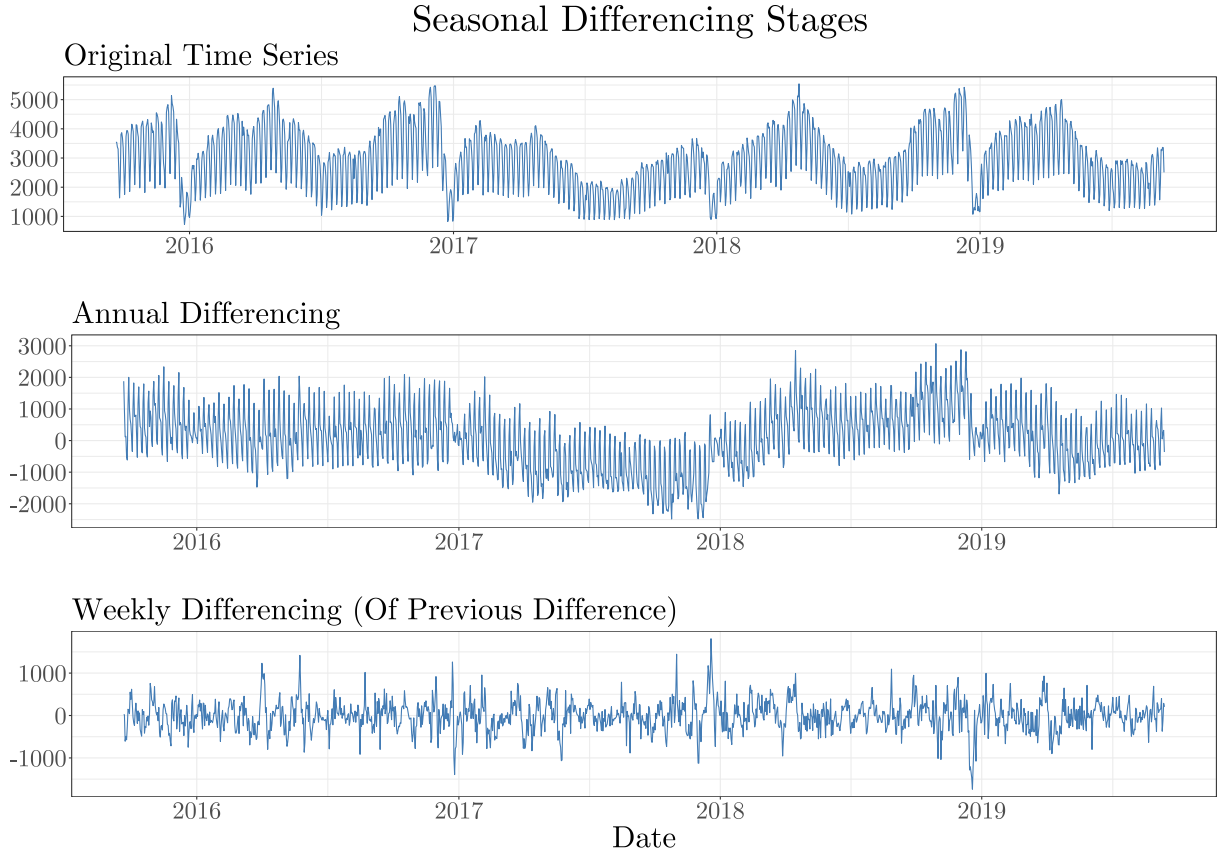 Seasonal Differencing Stages
Original Time Series
5000
4000
3000
2000
1000
2016 2017 2018 2019
Annual Differencing
3000
2000
1000
0
-1000
-2000
2016 2017 2018 2019
Weekly Differencing (Of Previous Difference)
1000
0
-1000
2016 2017 2018 2019
Date